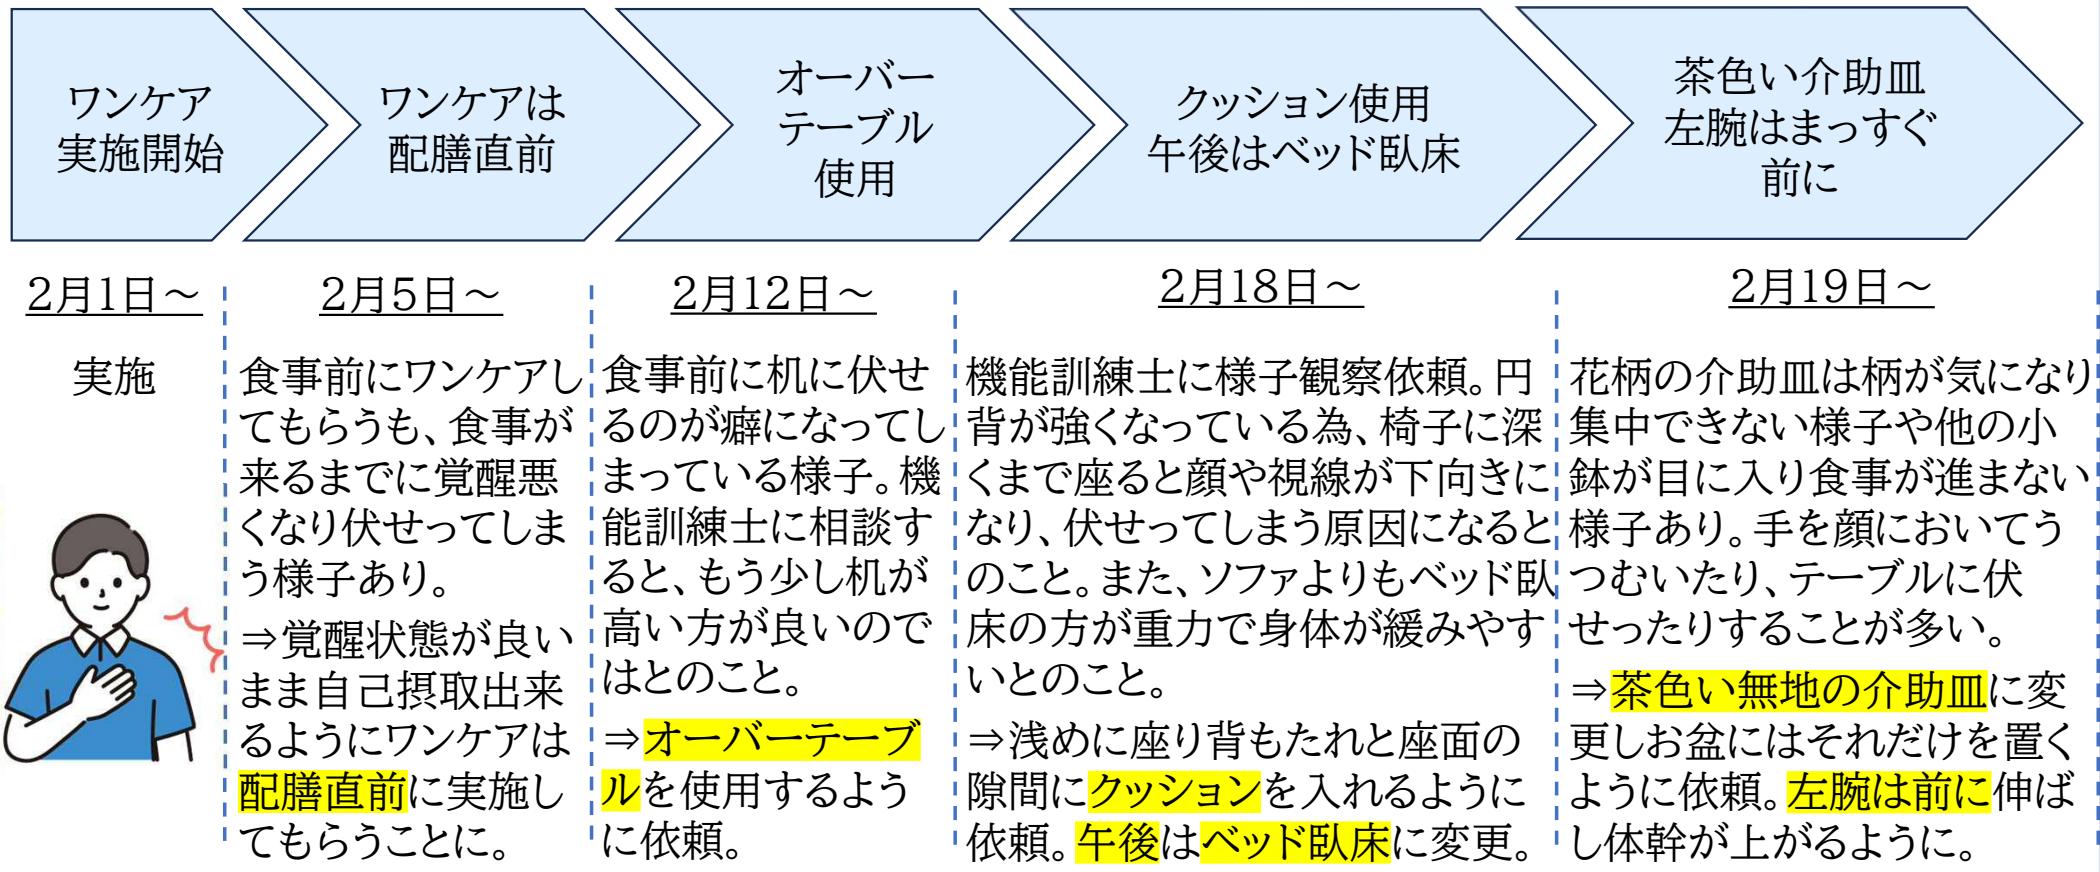 ワンケア
実施開始
ワンケアは
配膳直前
オーバー
テーブル
使用
クッション使用
午後はベッド臥床
茶色い介助皿
左腕はまっすぐ
前に
2月1日～
実施
2月5日～
食事前にワンケアし
てもらうも、食事が
来るまでに覚醒悪
くなり伏せってしま
う様子あり。
⇒覚醒状態が良い
まま自己摂取出来
るようにワンケアは
配膳直前に実施し
てもらうことに。
2月12日～
食事前に机に伏せ
るのが癖になってし
まっている様子。機
能訓練士に相談す
ると、もう少し机が
高い方が良いので
はとのこと。
⇒オーバーテーブ
ルを使用するよう
に依頼。
2月18日～
機能訓練士に様子観察依頼。円
背が強くなっている為、椅子に深
くまで座ると顔や視線が下向きに
なり、伏せってしまう原因になると
のこと。また、ソファよりもベッド臥
床の方が重力で身体が緩みやす
いとのこと。
⇒浅めに座り背もたれと座面の
隙間にクッションを入れるように
依頼。午後はベッド臥床に変更。
2月19日～
花柄の介助皿は柄が気になり
集中できない様子や他の小
鉢が目に入り食事が進まない
様子あり。手を顔においてう
つむいたり、テーブルに伏
せったりすることが多い。
⇒茶色い無地の介助皿に変
更しお盆にはそれだけを置く
ように依頼。左腕は前に伸ば
し体幹が上がるように。